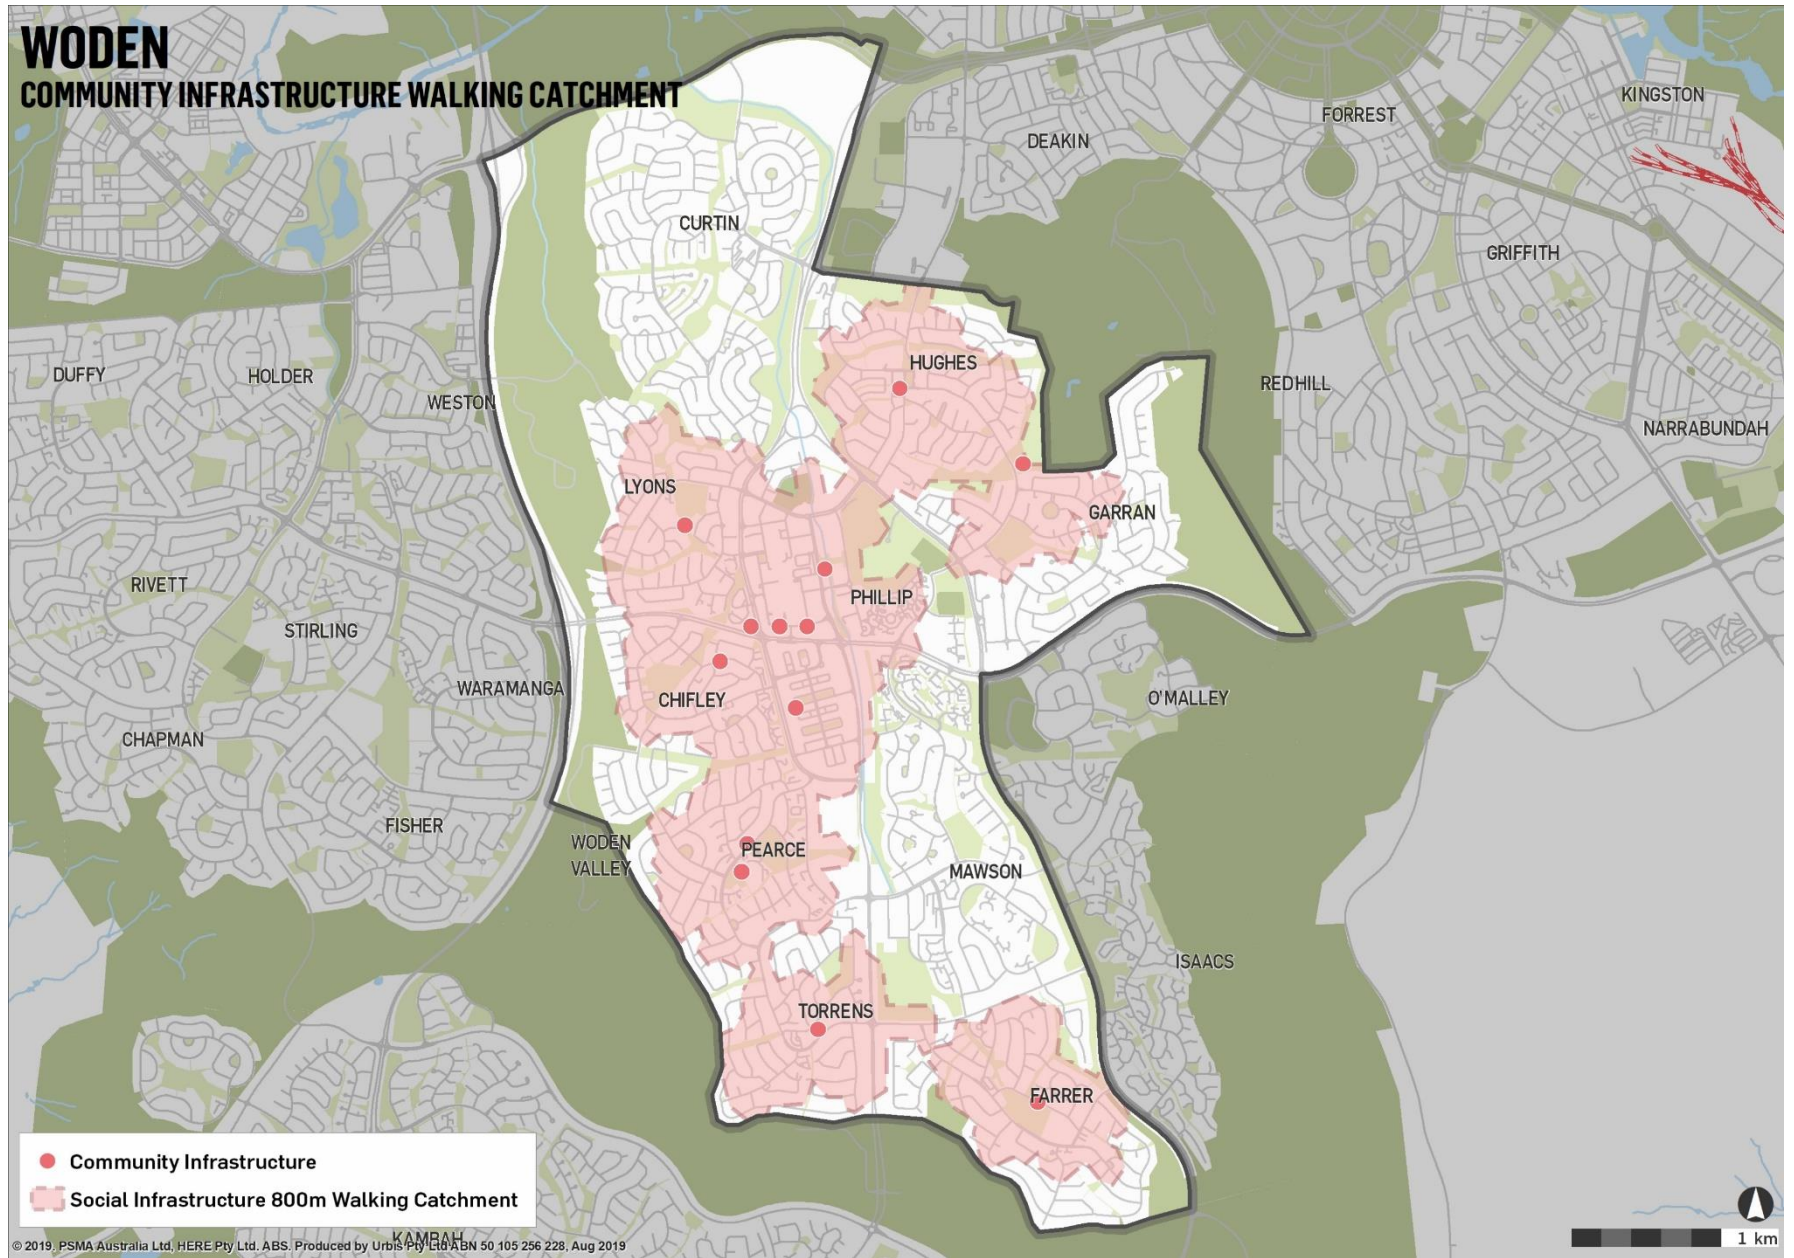 WODEN
COMMUNITY INFRASTRUCTURE WALKING CATCHMENT
KINGSTON
FORREST
DEAKIN
CURTIN
GRIFFITH
HUGHES
DUFFY
HOLDER
REDHILL
WESTON
NARRABUNDAH
LYONS
GARRAN
RIVETT
PHILLIP
STIRLING
WARAMANGA
CHIFLEY
O'MALLEY
CHAPMAN
FISHER
WODEN
VALLEY
PEARCE
MAWSON
ISAACS
TORRENS
FARRER
Community Infrastructure
Social Infrastructure 800m Walking Catchment
KAMBAH
1 km
© 2019. PSMA Australia Ltd, HERE Pty Ltd. ABS. Produced by Urbis Pty Ltd ABN 50 105 256 228, Aug 2019